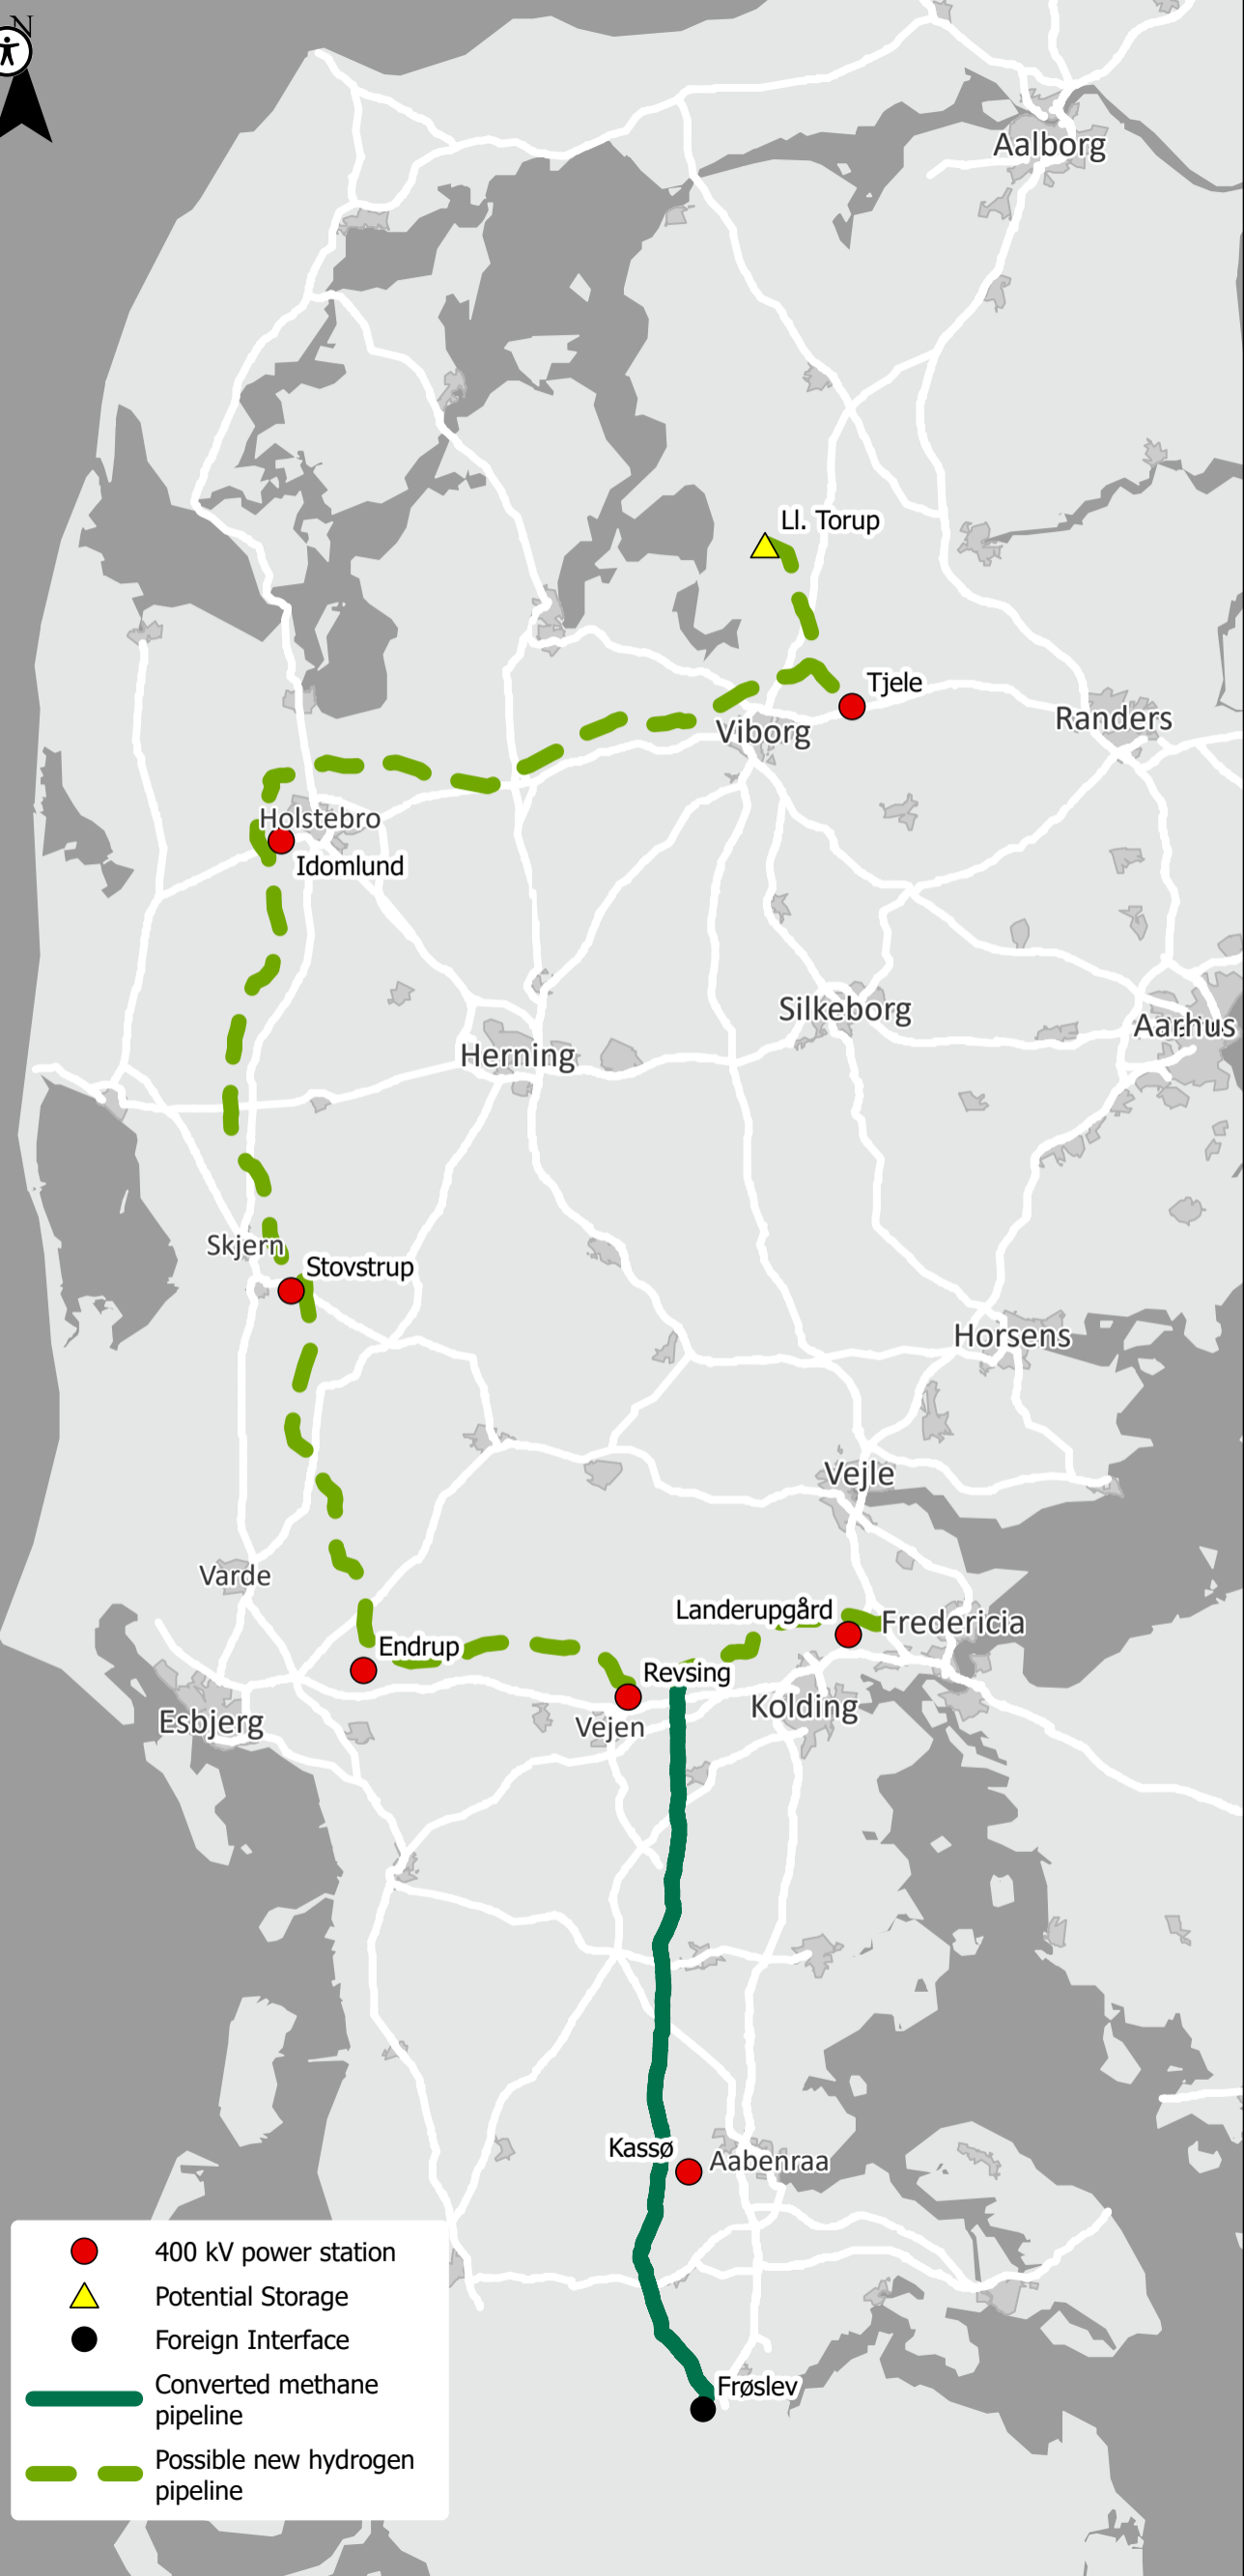 N
Aalborg
Ll. Torup
Tjele
Randers
Viborg
Holstebro
Idomlund
Silkeborg
Aarhus
Herning
Skjern
Stovstrup
Horsens
Vejle
Varde
Landerupgård
Fredericia
Endrup
Revsing
Kolding
Esbjerg
Vejen
Kassø
Aabenraa
400 kV power station
Potential Storage
Foreign Interface
Converted methane
pipeline
Possible new hydrogen
pipeline
Frøslev